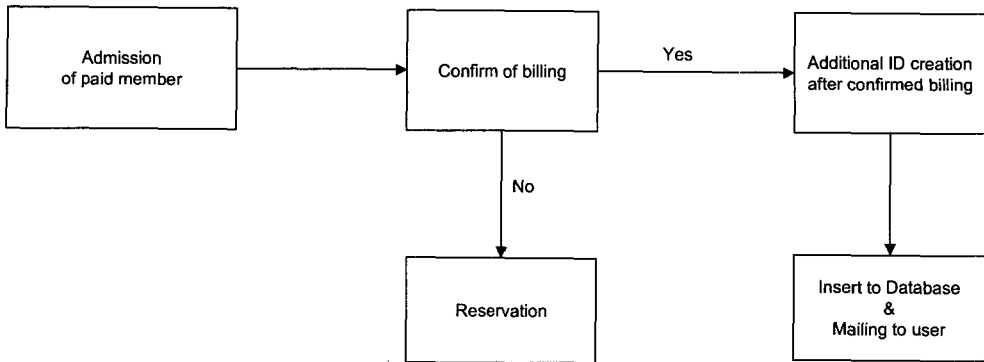 Admission
of paid member
Confirm of billing
Yes
Additional ID creation
after confirmed billing
No
Reservation
Insert to Database
&
Mailing to user